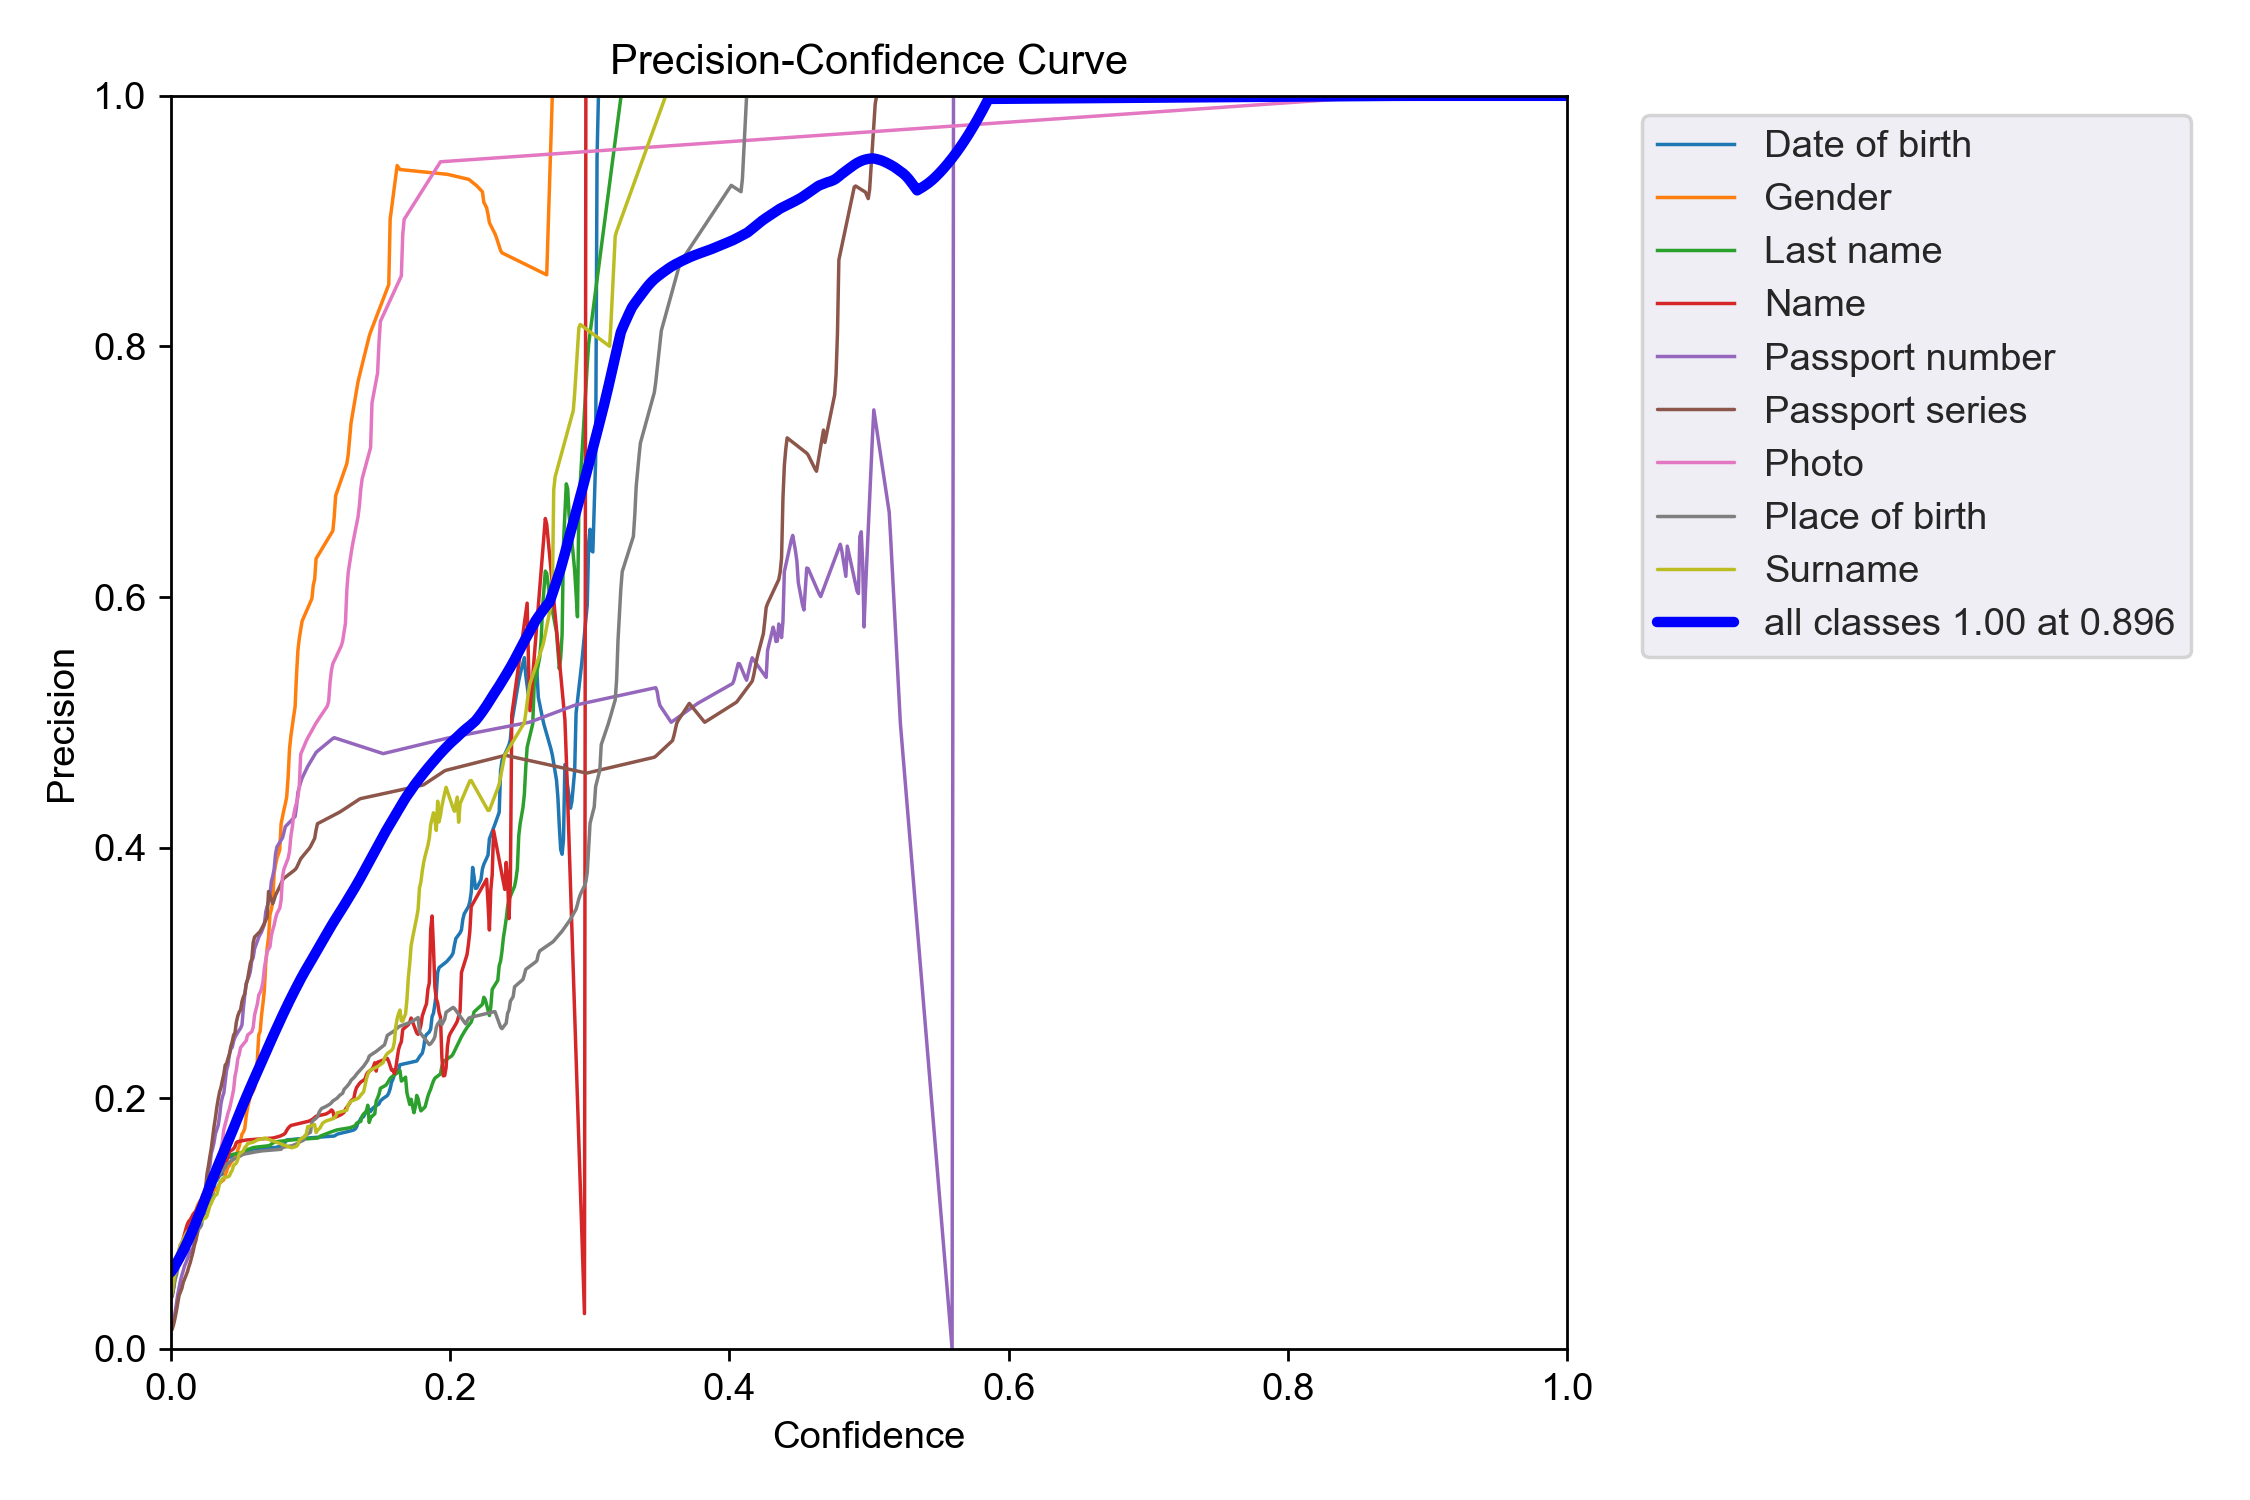 Precision-Confidence Curve
1.0
0.8
0.6
0.4
0.2
0.0
Precision
0.0 0.2 0.4 0.6 0.8 1.0
Confidence
Date of birth
Gender
Last name
Name
Passport number
Passport series
Photo
Place of birth
Surname
all classes 1.00 at 0.896